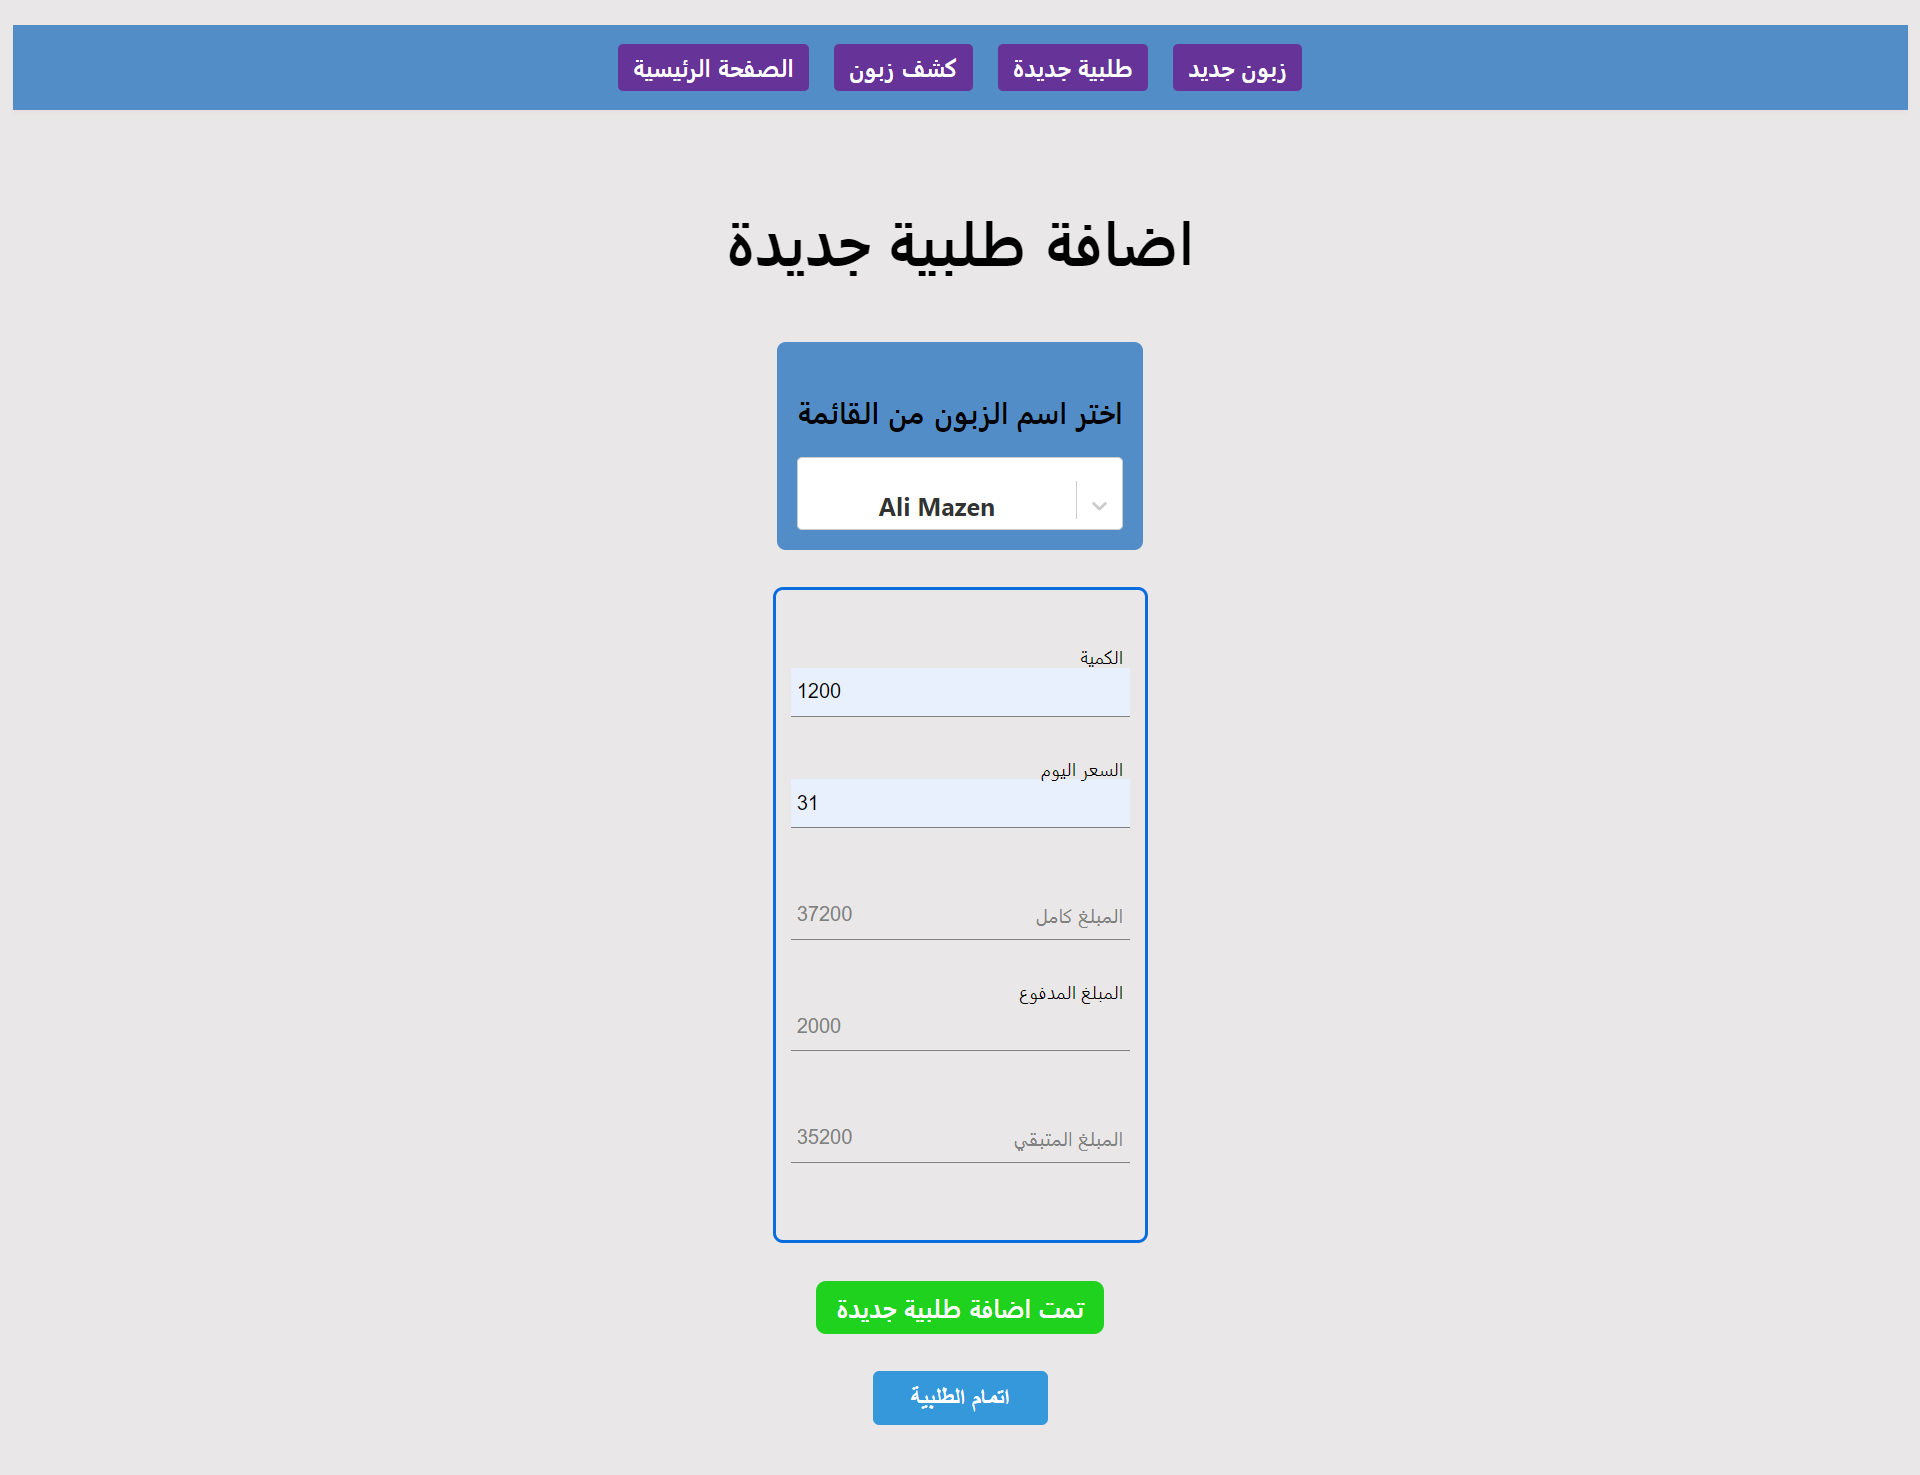 زبون جديد
طلبية جديدة
كشف زبون
الصفحة الرئيسية
اضافة طلبية جديدة
اختر اسم الزبون من القائمة
Ali Mazen
الكمية
1200
السعر اليوم
31
المبلغ كامل 37200
المبلغ المدفوع
2000
المبلغ المتبقي 35200
تمت اضافة طلبية جديدة
اتمام الطلبية